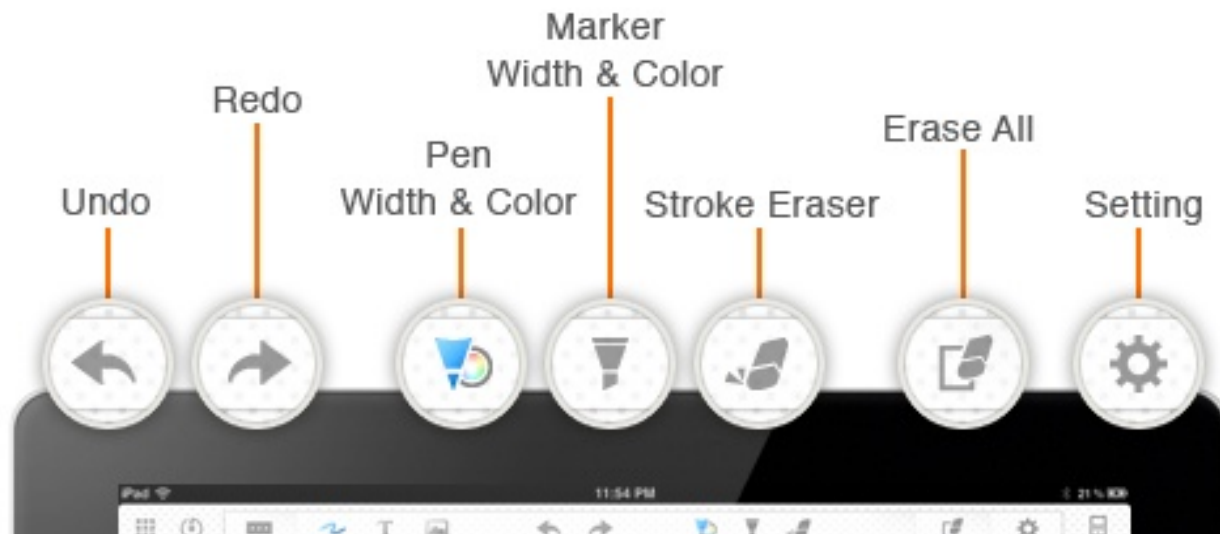 Marker
Width & Color
Redo
Erase All
Pen
Width & Color
Undo
Stroke Eraser
Setting
iPad
11:54 PM
21 %
T